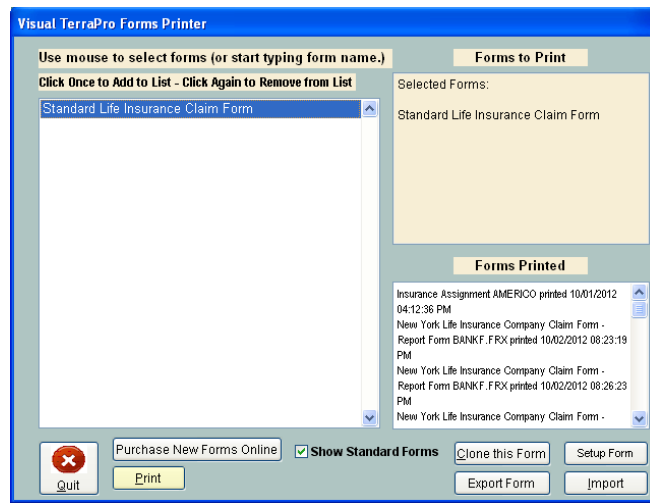 Visual TerraPro Forms Printer
Use mouse to select forms (or start typing form name.)
Click Once to Add to List - Click Again to Remove from List
Standard Life Insurance Claim Form
Forms to Print
Selected Forms:
Standard Life Insurance Claim Form
Forms Printed
Insurance Assignment AMERICO printed 10/01/2012
04:12:36 PM
New York Life Insurance Company Claim Form -
Report Form BANKF.FRX printed 10/02/2012 08:23:19
PM
New York Life Insurance Company Claim Form -
Report Form BANKF.FRX printed 10/02/2012 08:26:23
PM
New York Life Insurance Company Claim Form -
Quit
Purchase New Forms Online
Print
Show Standard Forms
Clone this Form
Setup Form
Export Form
Import